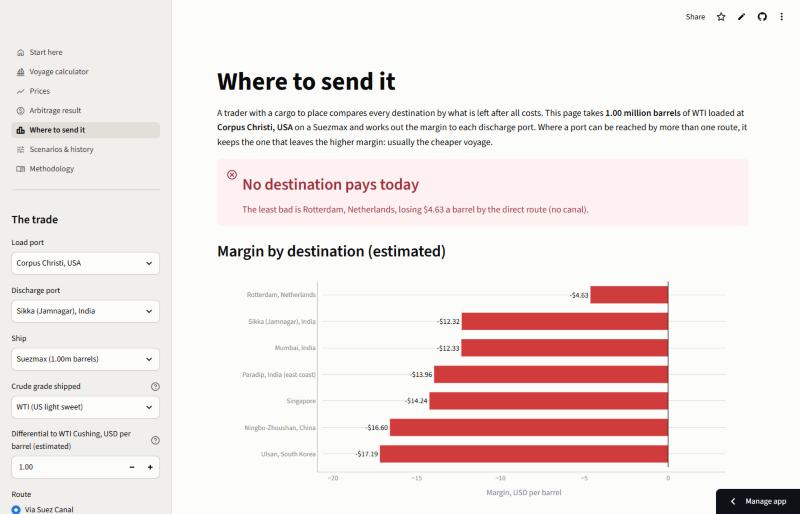 Share
Start here
Voyage calculator
Prices
Arbitrage result
Where to send it
Scenarios & history
Methodology
The trade
Load port
Corpus Christi, USA
Discharge port
Sikka (Jamnagar), India
Ship
Suezmax (1.00m barrels)
Crude grade shipped
WTI (US light sweet)
Differential to WTI Cushing, USD per
barrel (estimated)
1.00
Route
Via Suez Canal
Where to send it
A trader with a cargo to place compares every destination by what is left after all costs. This page takes 1.00 million barrels of WTI loaded at
Corpus Christi, USA on a Suezmax and works out the margin to each discharge port. Where a port can be reached by more than one route, it
keeps the one that leaves the higher margin: usually the cheaper voyage.
No destination pays today
The least bad is Rotterdam, Netherlands, losing $4.63 a barrel by the direct route (no canal).
Margin by destination (estimated)
Rotterdam, Netherlands -$4.63
Sikka (Jamnagar), India -$12.32
Mumbai, India -$12.33
Paradip, India (east coast) -$13.96
Singapore -$14.24
Ningbo-Zhoushan, China -$16.60
Ulsan, South Korea -$17.19
−20 −15 −10 −5 0
Margin, USD per barrel
Manage app